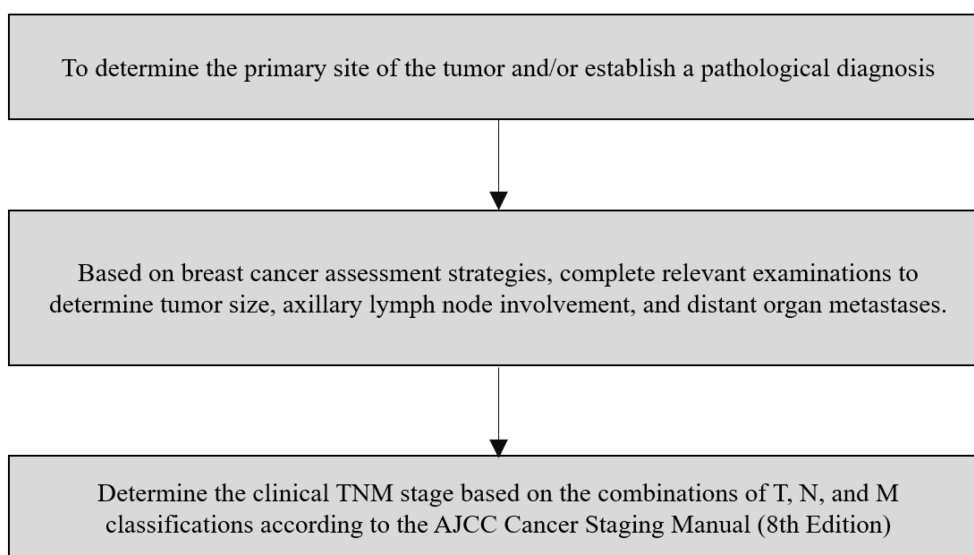 To determine the primary site of the tumor and/or establish a pathological diagnosis
Based on breast cancer assessment strategies, complete relevant examinations to
determine tumor size, axillary lymph node involvement, and distant organ metastases.
Determine the clinical TNM stage based on the combinations of T, N, and M
classifications according to the AJCC Cancer Staging Manual (8th Edition)